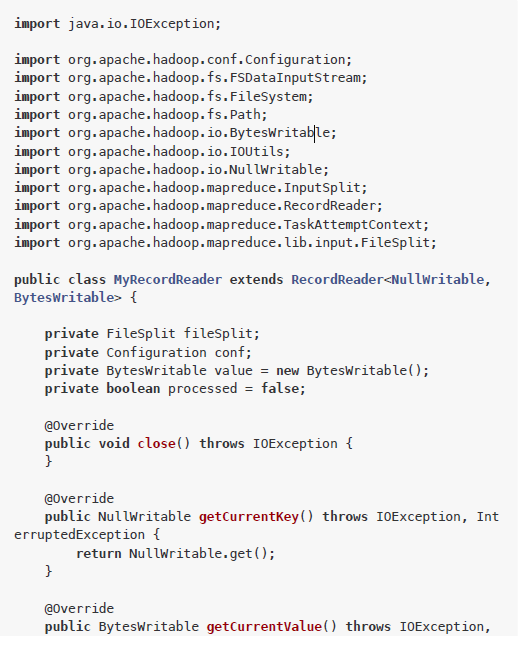 import java.io.IOException;
import org.apache.hadoop.conf.Configuration;
import org.apache.hadoop.fs.FSDataInputStream;
import org.apache.hadoop.fs.FileSystem;
import org.apache.hadoop.fs.Path;
import org.apache.hadoop.io.BytesWritable;
import org.apache.hadoop.io.IOUtils;
import org.apache.hadoop.io.NullWritable;
import org.apache.hadoop.mapreduce.InputSplit;
import org.apache.hadoop.mapreduce.RecordReader;
import org.apache.hadoop.mapreduce.TaskAttemptContext;
import org.apache.hadoop.mapreduce.lib.input.FileSplit;
public class MyRecordReader extends RecordReader<NullWritable,
BytesWritable> {
    private FileSplit fileSplit;
    private Configuration conf;
    private BytesWritable value = new BytesWritable();
    private boolean processed = false;
    @Override
    public void close() throws IOException {
    }
    @Override
    public NullWritable getCurrentKey() throws IOException, Int
erruptedException {
        return NullWritable.get();
    }
    @Override
    public BytesWritable getCurrentValue() throws IOException,